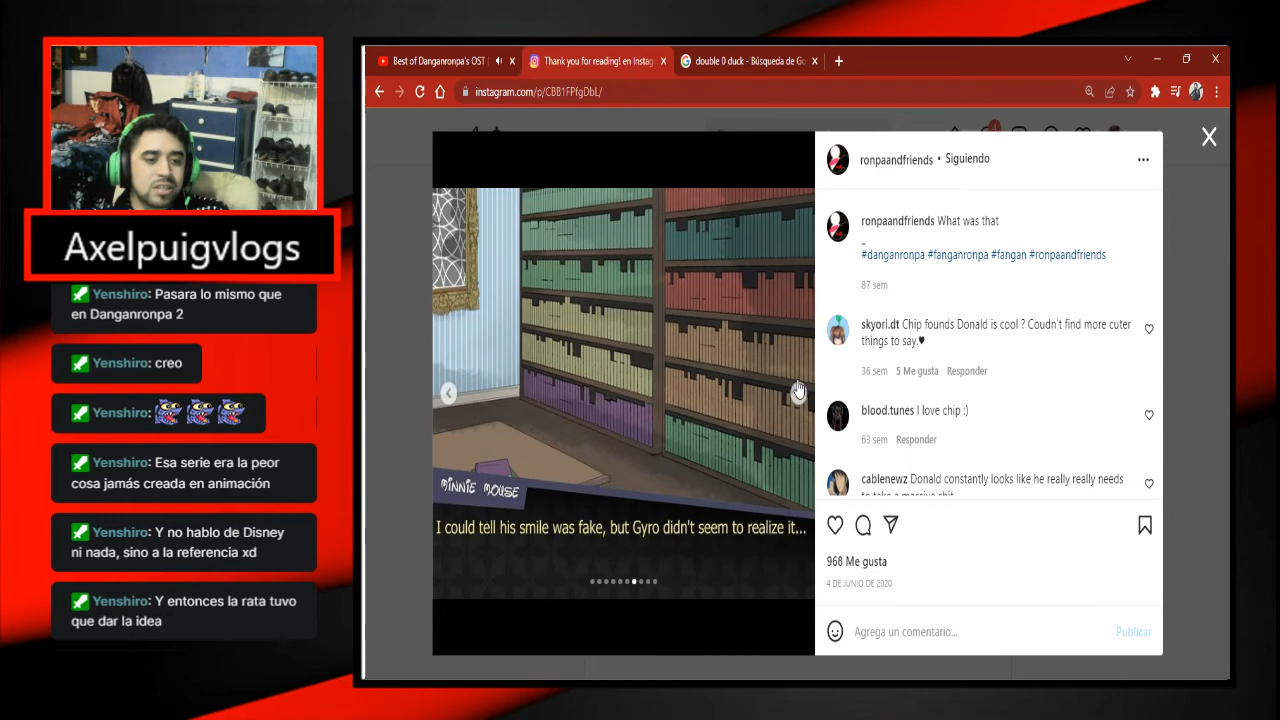 Axelpuigvlogs
Yenshiro: Pasara lo mismo que
en Danganronpa 2
Yenshiro: creo
Yenshiro:
Yenshiro: Esa serie era la peor
cosa jamás creada en animación
Yenshiro: Y no hablo de Disney
ni nada, sino a la referencia xd
Yenshiro: Y entonces la rata tuvo
que dar la idea
Best of Danganronpa's OST
Thank you for reading! en Instag
double 0 duck - Búsqueda de Go
instagram.com/p/CBB1FPfgDbL/
MINNIE MOUSE
I could tell his smile was fake, but Gyro didn't seem to realize it...
ronpaandfriends • Siguiendo
ronpaandfriends What was that
_
#danganronpa #fanganronpa #fangan #ronpaandfriends
87 sem
skyori.dt Chip founds Donald is cool ? Coudn't find more cuter
things to say.♥
36 sem 5 Me gusta Responder
blood.tunes I love chip :)
63 sem Responder
cablenewz Donald constantly looks like he really really needs
to take a massive shit
968 Me gusta
4 DE JUNIO DE 2020
Agrega un comentario...
Publicar